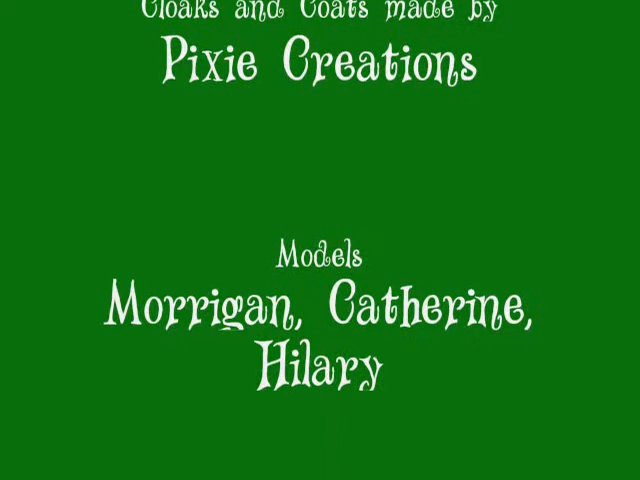 Cloaks and Coats made by
Pixie Creations
Models
Morrigan, Catherine,
Hilary